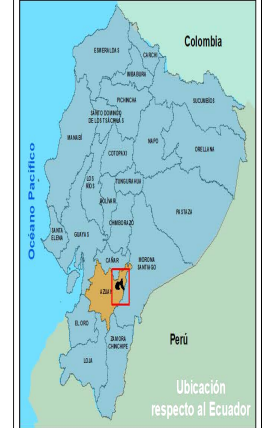 Colombia
ESMERALDAS
CARCHI
IMBABURA
PICHINCHA
SUCUMBIOS
SANTO DOMINGO
DE LOS TSÁCHILAS
MANABÍ
NAPO
ORELLANA
COTOPAXI
Océano Pacífico
LOS
RIOS
TUNGURAHUA
BOLIVAR
PASTAZA
CHIMBORAZO
SANTA
ELENA
GUAYAS
CAÑAR
MORONA
SANTIAGO
AZUAY
EL ORO
ZAMORA
CHINCHIPE
LOJA
Perú
Ubicación
respecto al Ecuador